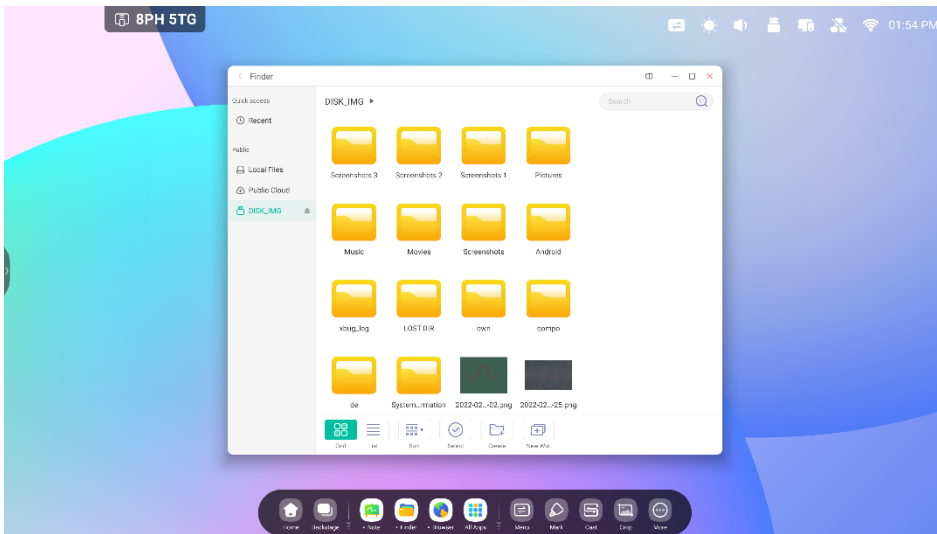 8PH 5TG
01:54 PM
Finder
Quick access
Recent
Public
Local Files
Public Cloud
DISK_IMG
DISK_IMG
Search
Screenshots 3
Screenshots 2
Screenshots 1
Pictures
Music
Movies
Screenshots
Android
xbug_log
LOST DIR
own
compo
de
System...rmation
2022-02...-02.png
2022-02...-25.png
Grid
List
Sort
Select
Create
New Win
Home
Backstage
• Note
• Finder
• Browser
All Apps
Menu
Mark
Cast
Crop
More